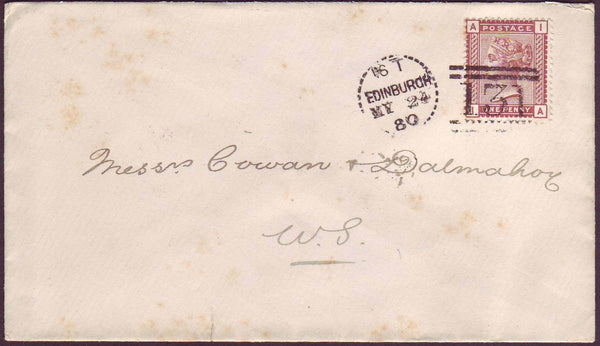 POSTAGE
A I
I A
ONE PENNY
EDINBURGH
MY 24
80
Messrs Cowan & Dalmahoy
W.S.